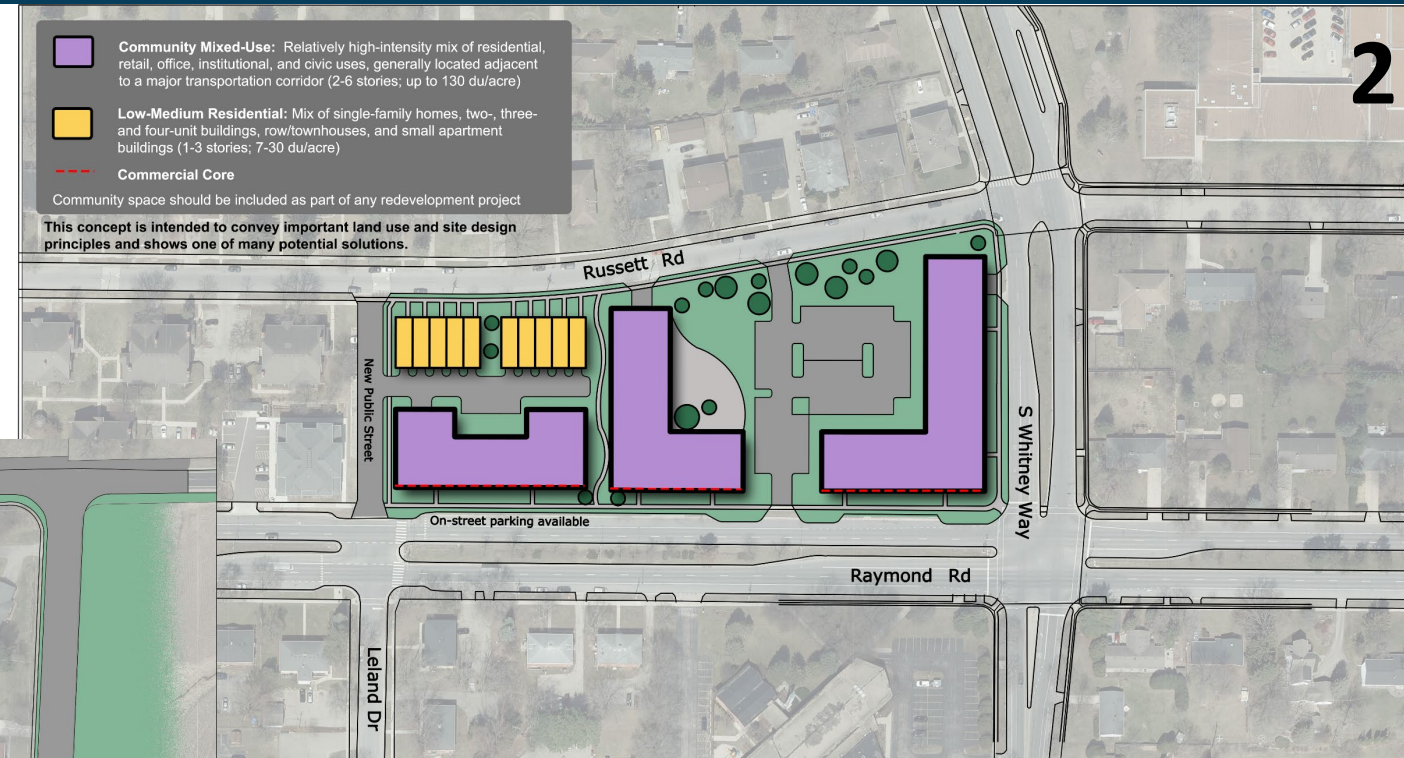 2
Community Mixed-Use: Relatively high-intensity mix of residential,
retail, office, institutional, and civic uses, generally located adjacent
to a major transportation corridor (2-6 stories; up to 130 du/acre)
Low-Medium Residential: Mix of single-family homes, two-, three-
and four-unit buildings, row/townhouses, and small apartment
buildings (1-3 stories; 7-30 du/acre)
Commercial Core
Community space should be included as part of any redevelopment project
This concept is intended to convey important land use and site design
principles and shows one of many potential solutions.
Russett Rd
New Public Street
S Whitney Way
On-street parking available
Raymond Rd
Leland Dr